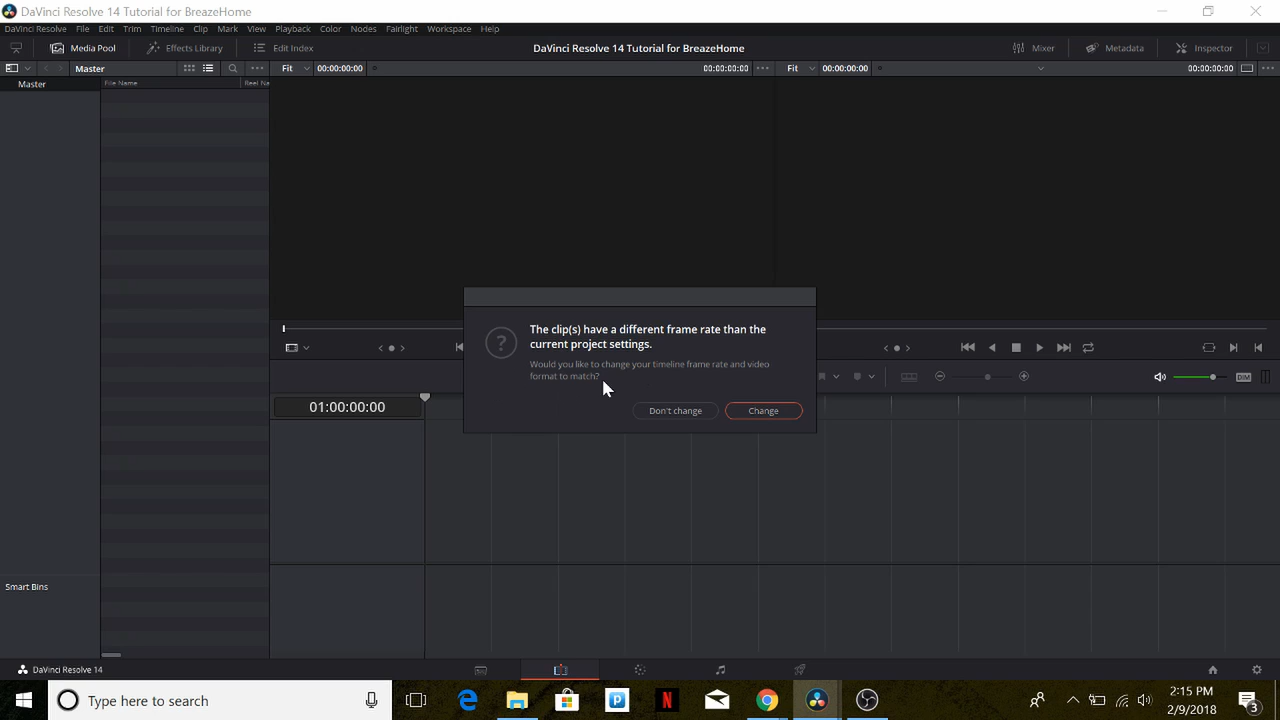 DaVinci Resolve 14 Tutorial for BreazeHome
DaVinci Resolve File Edit Trim Timeline Clip Mark View Playback Color Nodes Fairlight Workspace Help
Media Pool Effects Library Edit Index DaVinci Resolve 14 Tutorial for BreazeHome Mixer Metadata Inspector
Master Fit 00:00:00:00 00:00:00:00 Fit 00:00:00:00 00:00:00:00
Master File Name Reel Na
The clip(s) have a different frame rate than the
current project settings.
Would you like to change your timeline frame rate and video
format to match?
DIM
01:00:00:00 Don't change Change
Smart Bins
DaVinci Resolve 14
Type here to search
2:15 PM
2/9/2018
3